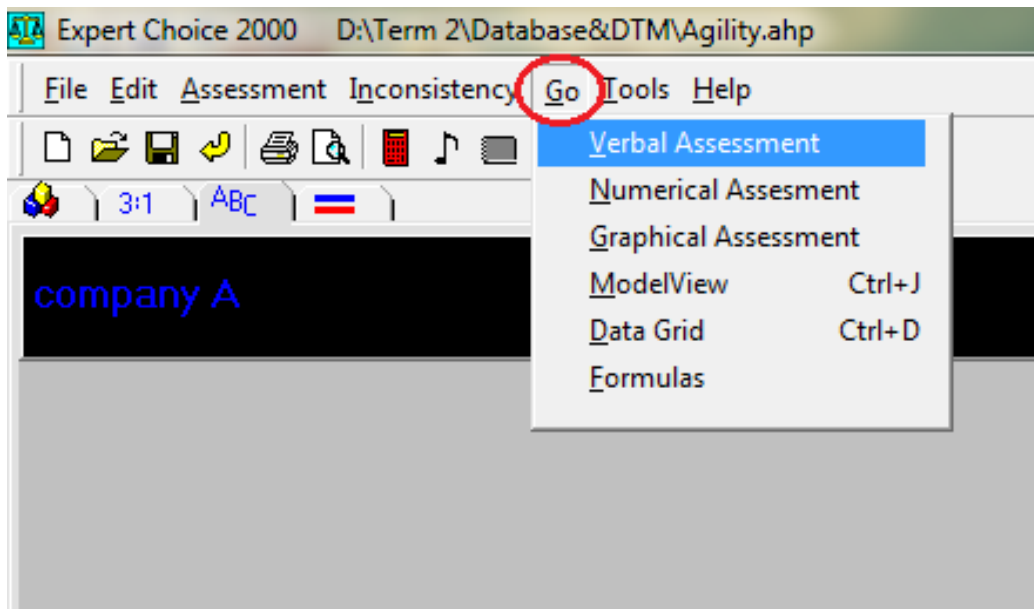 Expert Choice 2000 D:\Term 2\Database&DTM\Agility.ahp
File Edit Assessment Inconsistency Go Tools Help
3:1 ABC
company A
Verbal Assessment
Numerical Assesment
Graphical Assessment
ModelView Ctrl+J
Data Grid Ctrl+D
Formulas